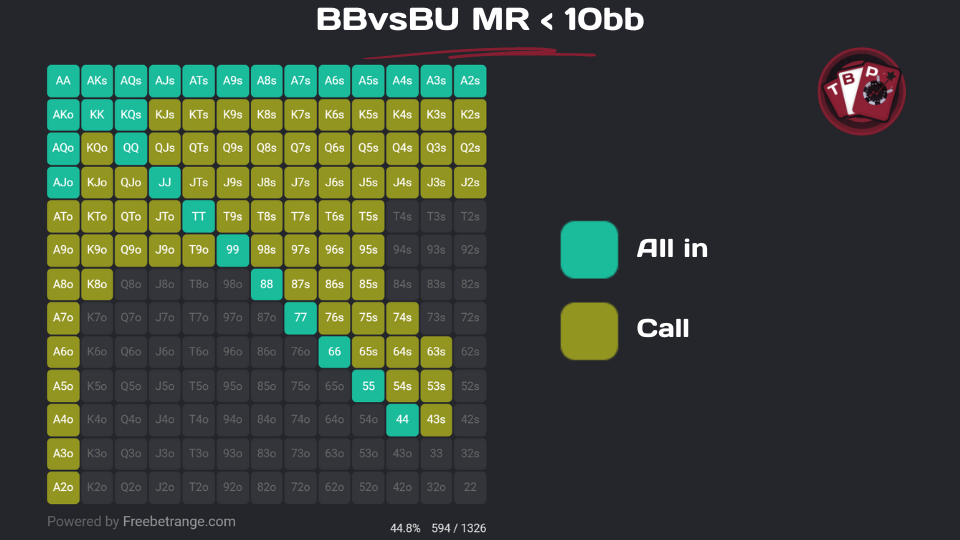 BBvsBU MR < 10bb
TBP
AA AKs AQs AJs ATs A9s A8s A7s A6s A5s A4s A3s A2s
AKo KK KQs KJs KTs K9s K8s K7s K6s K5s K4s K3s K2s
AQo KQo QQ QJs QTs Q9s Q8s Q7s Q6s Q5s Q4s Q3s Q2s
AJo KJo QJo JJ JTs J9s J8s J7s J6s J5s J4s J3s J2s
ATo KTo QTo JTo TT T9s T8s T7s T6s T5s T4s T3s T2s
A9o K9o Q9o J9o T9o 99 98s 97s 96s 95s 94s 93s 92s
A8o K8o Q8o J8o T8o 98o 88 87s 86s 85s 84s 83s 82s
A7o K7o Q7o J7o T7o 97o 87o 77 76s 75s 74s 73s 72s
A6o K6o Q6o J6o T6o 96o 86o 76o 66 65s 64s 63s 62s
A5o K5o Q5o J5o T5o 95o 85o 75o 65o 55 54s 53s 52s
A4o K4o Q4o J4o T4o 94o 84o 74o 64o 54o 44 43s 42s
A3o K3o Q3o J3o T3o 93o 83o 73o 63o 53o 43o 33 32s
A2o K2o Q2o J2o T2o 92o 82o 72o 62o 52o 42o 32o 22
All in
Call
Powered by Freebetrange.com
44.8% 594 / 1326